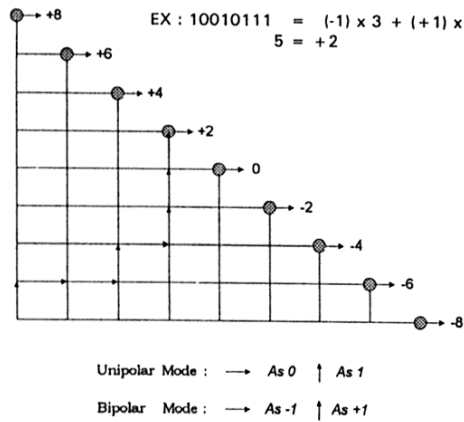 +8
EX : 10010111 = (-1) x 3 + (+1) x
5 = +2
+6
+4
+2
0
-2
-4
-6
-8
Unipolar Mode : → As 0 ↑ As 1
Bipolar Mode : → As -1 ↑ As +1